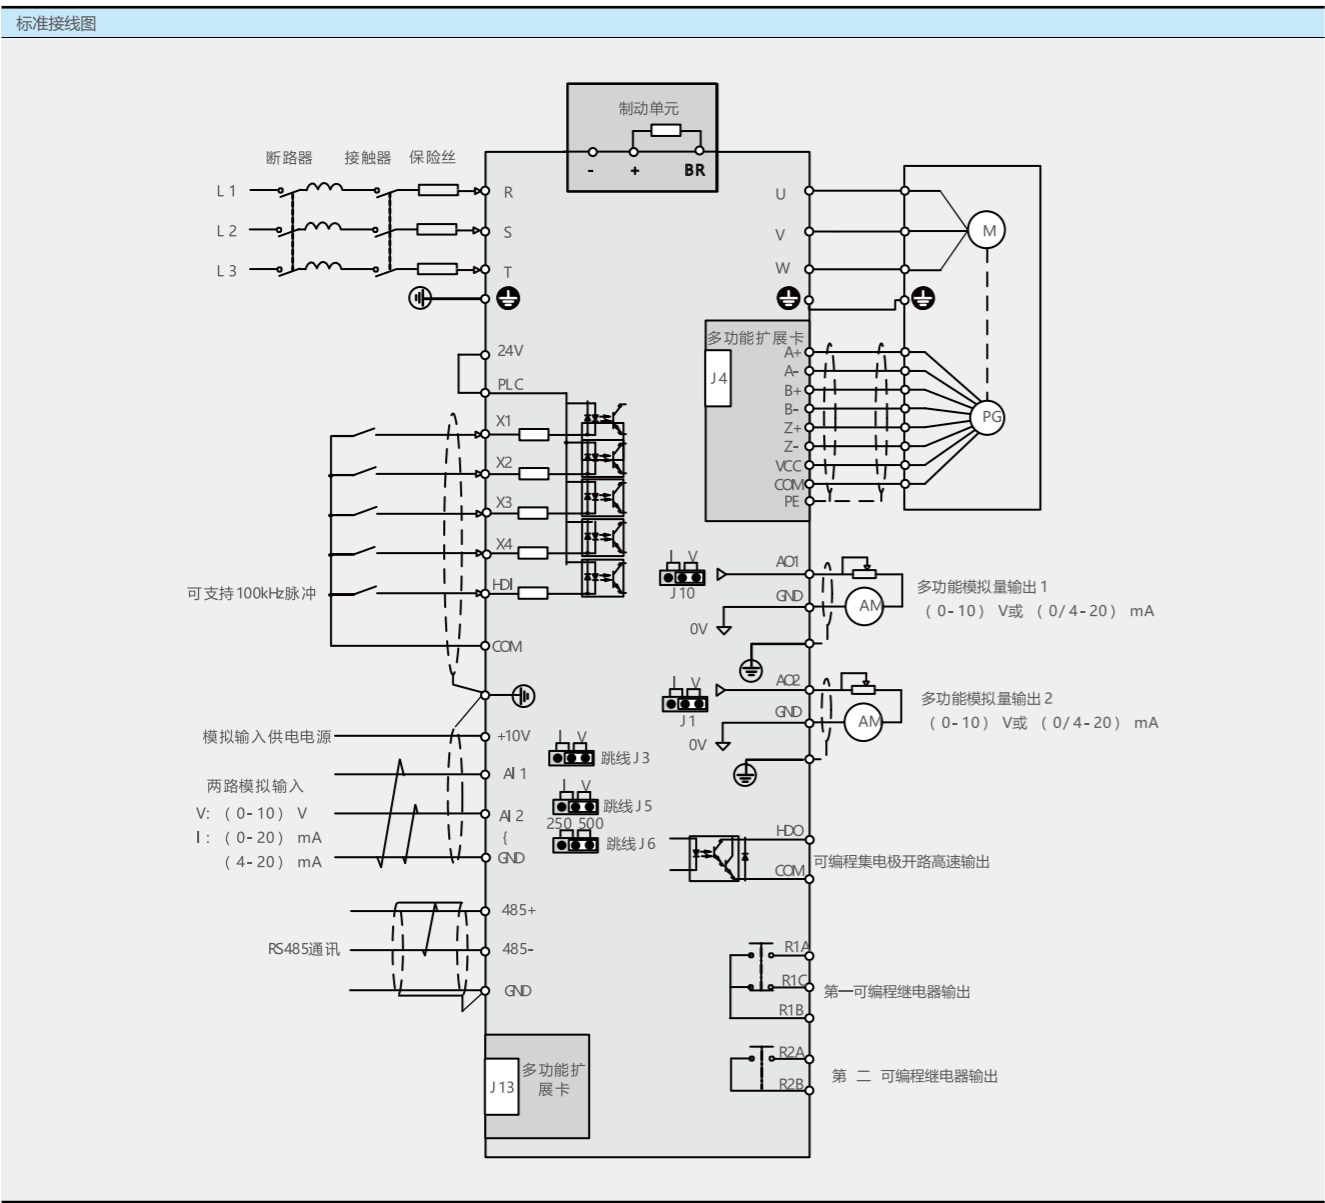 标准接线图
制动单元
- + BR
断路器 接触器 保险丝
L1
L2
L3
R
S
T
U
V
W
M
24V
PLC
X1
X2
X3
X4
HDI
COM
可支持100kHz脉冲
多功能扩展卡
J4
A+
A-
B+
B-
Z+
Z-
VCC
COM
PE
PG
I V
J10
AO1
GND
0V
AM
多功能模拟量输出1
(0-10) V或 (0/4-20) mA
I V
J1
AO2
GND
0V
AM
多功能模拟量输出2
(0-10) V或 (0/4-20) mA
模拟输入供电电源
+10V
两路模拟输入
V: (0-10) V
I: (0-20) mA
(4-20) mA
AI1
AI2
{
GND
I V
跳线J3
I V
跳线J5
250 500
跳线J6
HDO
COM
可编程集电极开路高速输出
RS485通讯
485+
485-
GND
R1A
R1C
R1B
第一可编程继电器输出
R2A
R2B
第 二 可编程继电器输出
J13
多功能扩
展卡